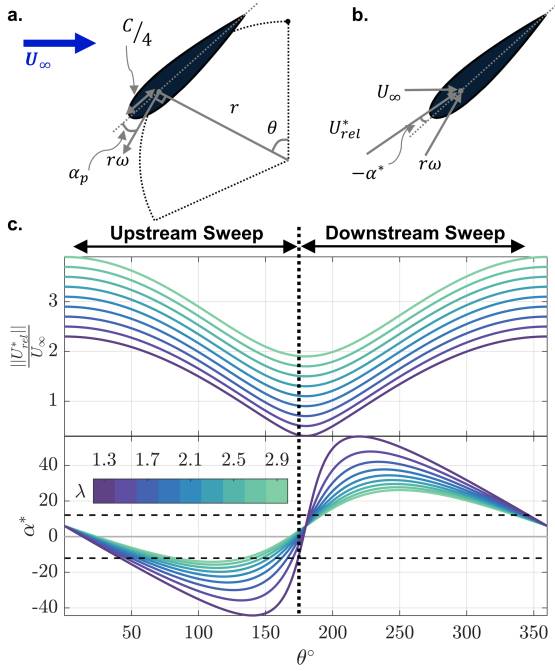 a.
b.
C/4
U∞
r
θ
αp
rω
U∞
U*rel
-α*
rω
c.
Upstream Sweep
Downstream Sweep
||U*rel||
U∞
3
2
1
1.3 1.7 2.1 2.5 2.9
λ
α*
40
20
0
-20
-40
50 100 150 200 250 300 350
θ°